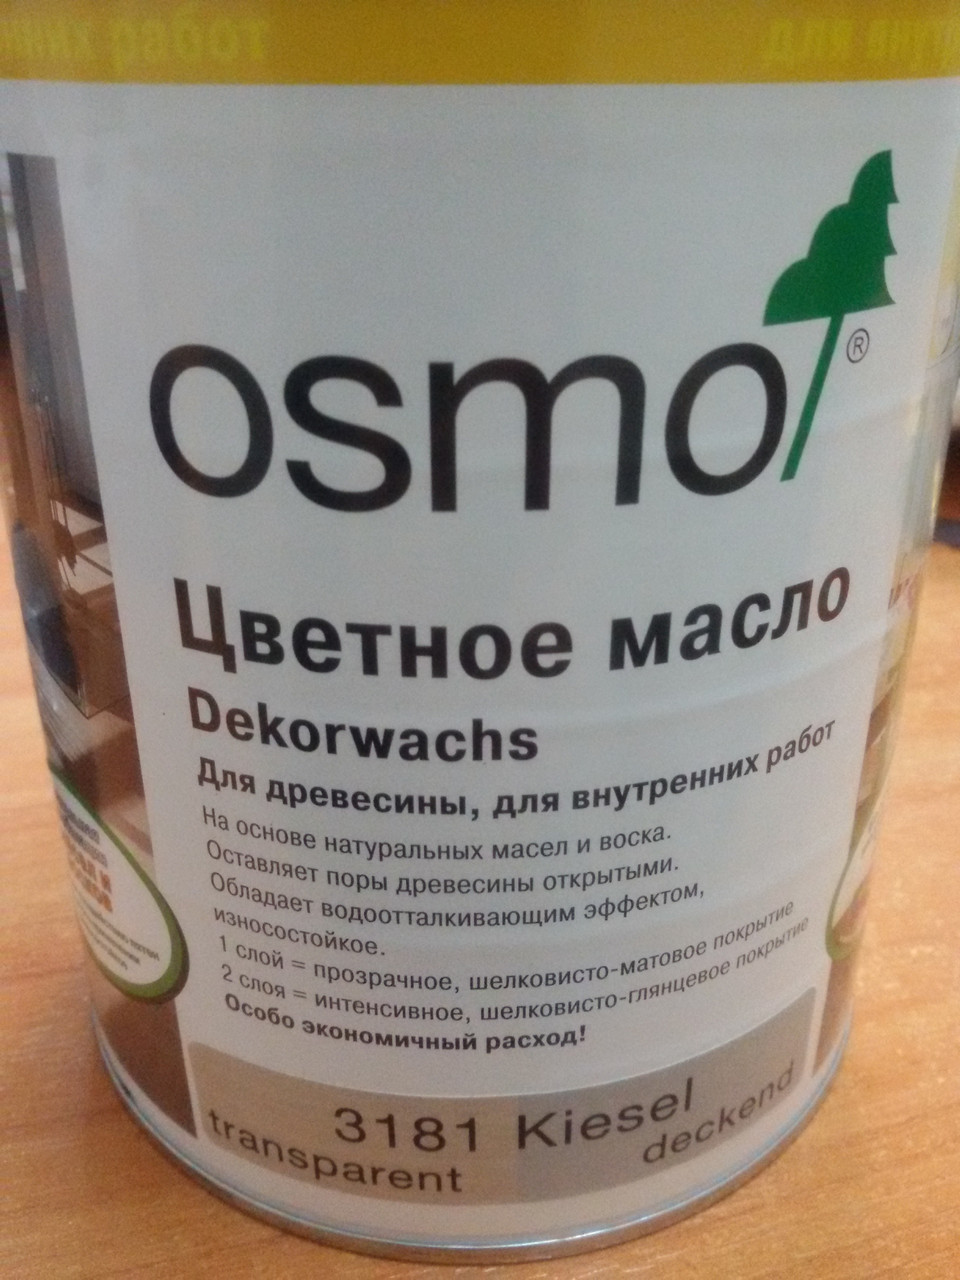 osmo ®
Цветное масло
Dekorwachs
Для древесины, для внутренних работ
На основе натуральных масел и воска.
Оставляет поры древесины открытыми.
Обладает водоотталкивающим эффектом,
износостойкое.
1 слой = прозрачное, шелковисто-матовое покрытие
2 слоя = интенсивное, шелковисто-глянцевое покрытие
Особо экономичный расход!
3181 Kiesel
transparent
deckend